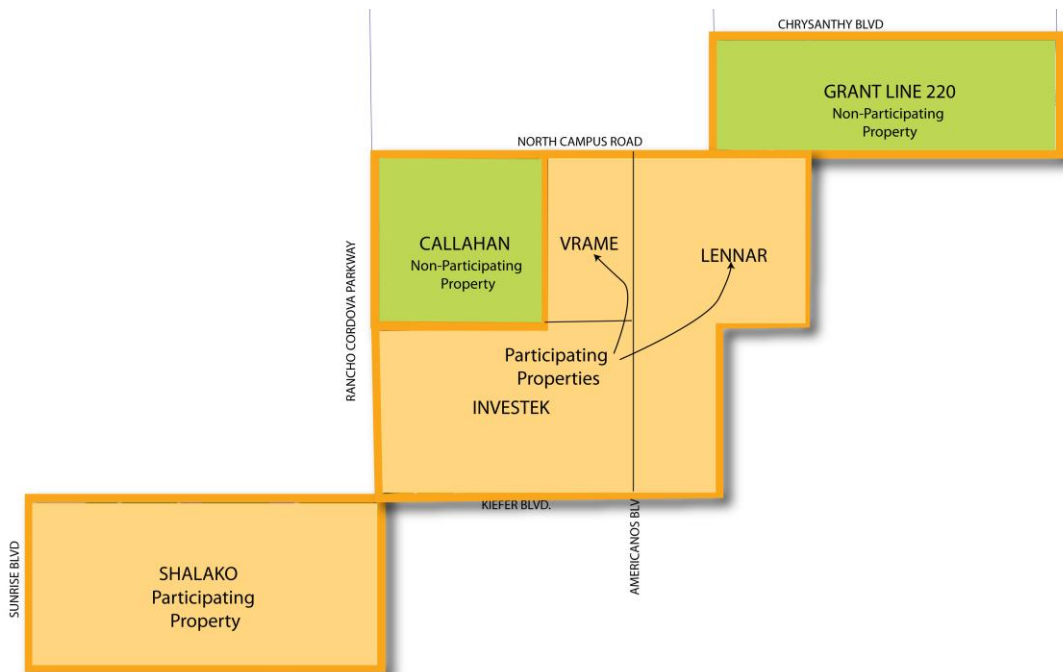 CHRYSANTHY BLVD
GRANT LINE 220
Non-Participating
Property
NORTH CAMPUS ROAD
RANCHO CORDOVA PARKWAY
CALLAHAN
Non-Participating
Property
VRAME
LENNAR
Participating
Properties
INVESTEK
KIEFER BLVD.
AMERICANOS BLV
SUNRISE BLVD
SHALAKO
Participating
Property